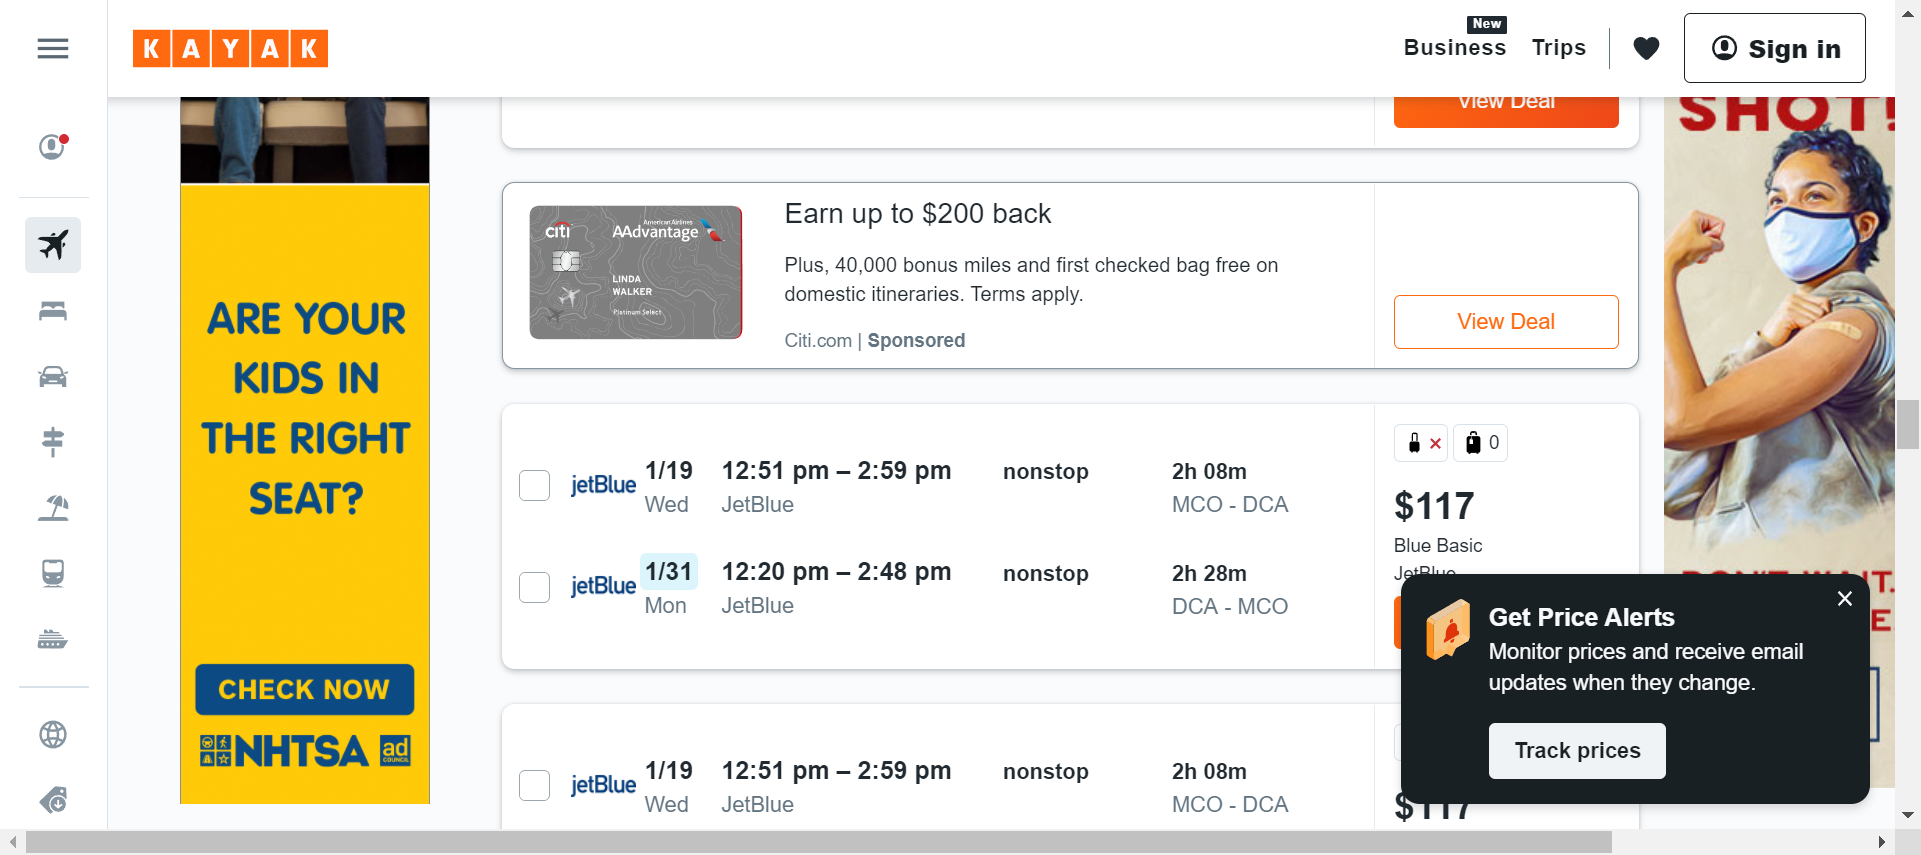 KAYAK
New
Business
Trips
Sign in
View Deal
SHOT!
citi
American Airlines
AAdvantage
LINDA
WALKER
Platinum Select
Earn up to $200 back
Plus, 40,000 bonus miles and first checked bag free on
domestic itineraries. Terms apply.
Citi.com | Sponsored
View Deal
ARE YOUR
KIDS IN
THE RIGHT
SEAT?
CHECK NOW
NHTSA
ad
COUNCIL
jetBlue
1/19
12:51 pm – 2:59 pm
nonstop
2h 08m
Wed
JetBlue
MCO - DCA
jetBlue
1/31
12:20 pm – 2:48 pm
nonstop
2h 28m
Mon
JetBlue
DCA - MCO
0
$117
Blue Basic
JetBlue
Get Price Alerts
Monitor prices and receive email
updates when they change.
Track prices
jetBlue
1/19
12:51 pm – 2:59 pm
nonstop
2h 08m
Wed
JetBlue
MCO - DCA
$117